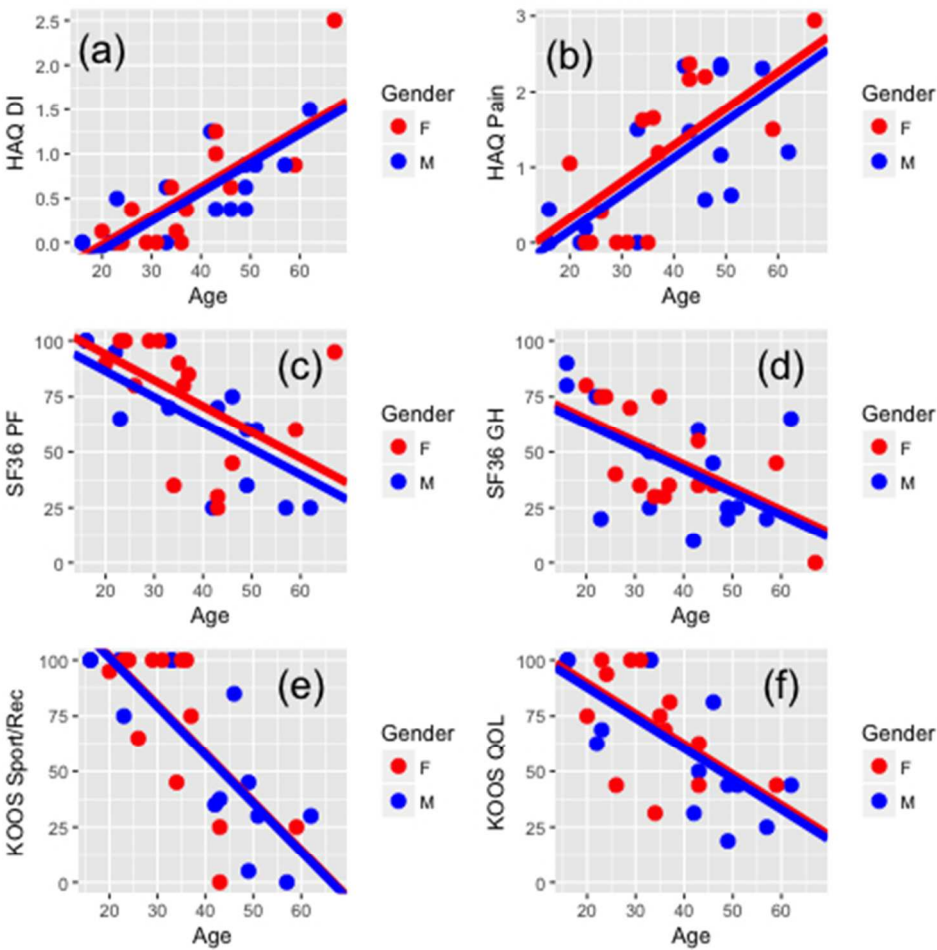 (a)
HAQ DI
2.5
2.0
1.5
1.0
0.5
0.0
20 30 40 50 60
Age
Gender
F
M
(b)
HAQ Pain
3
2
1
0
20 30 40 50 60
Age
Gender
F
M
(c)
SF36 PF
100
75
50
25
0
20 30 40 50 60
Age
Gender
F
M
(d)
SF36 GH
100
75
50
25
0
20 30 40 50 60
Age
Gender
F
M
(e)
KOOS Sport/Rec
100
75
50
25
0
20 30 40 50 60
Age
Gender
F
M
(f)
KOOS QOL
100
75
50
25
0
20 30 40 50 60
Age
Gender
F
M